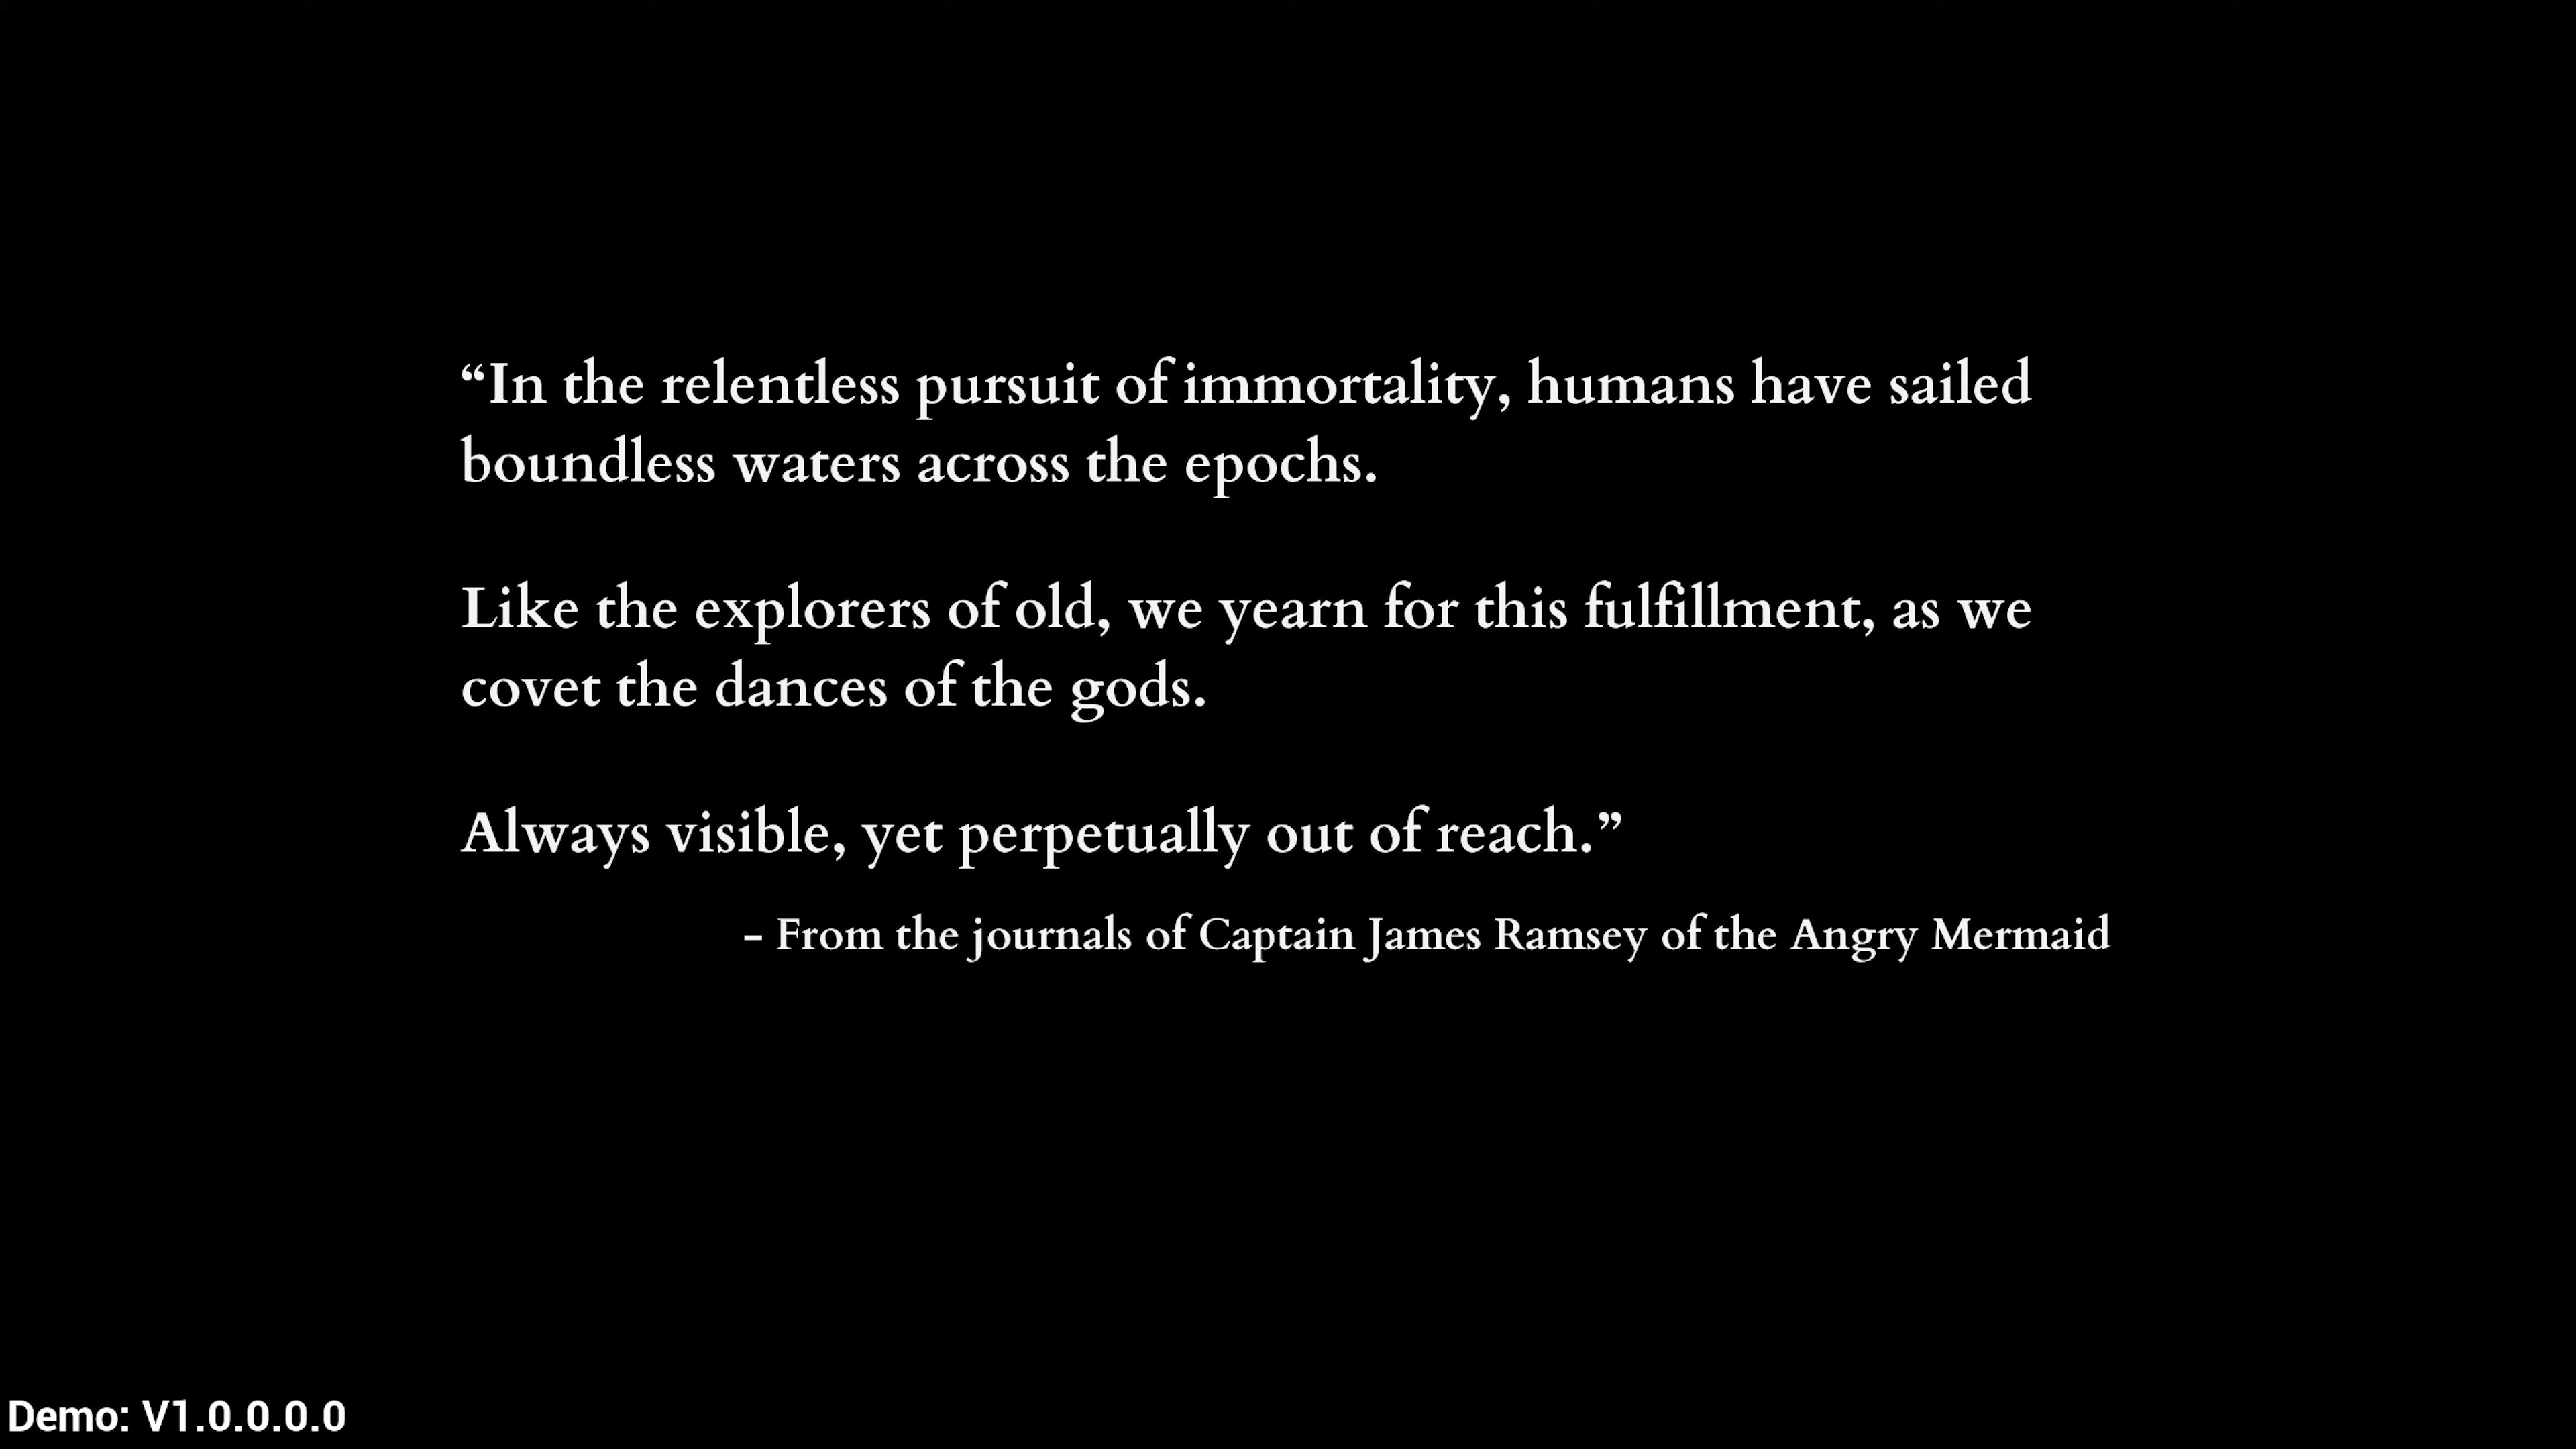 “In the relentless pursuit of immortality, humans have sailed
boundless waters across the epochs.
Like the explorers of old, we yearn for this fulfillment, as we
covet the dances of the gods.
Always visible, yet perpetually out of reach.”
- From the journals of Captain James Ramsey of the Angry Mermaid
Demo: V1.0.0.0.0